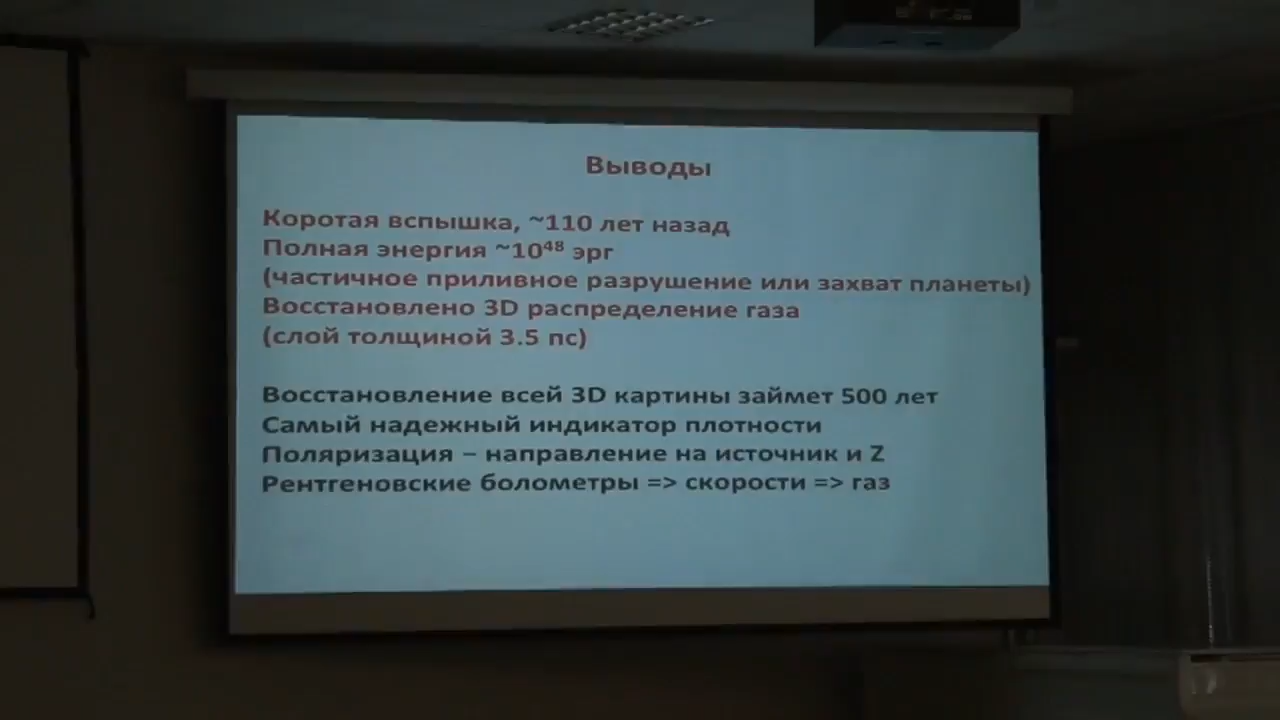 Выводы
Коротая вспышка, ~110 лет назад
Полная энергия ~10⁴⁸ эрг
(частичное приливное разрушение или захват планеты)
Восстановлено 3D распределение газа
(слой толщиной 3.5 пс)
Восстановление всей 3D картины займет 500 лет
Самый надежный индикатор плотности
Поляризация – направление на источник и Z
Рентгеновские болометры => скорости => газ